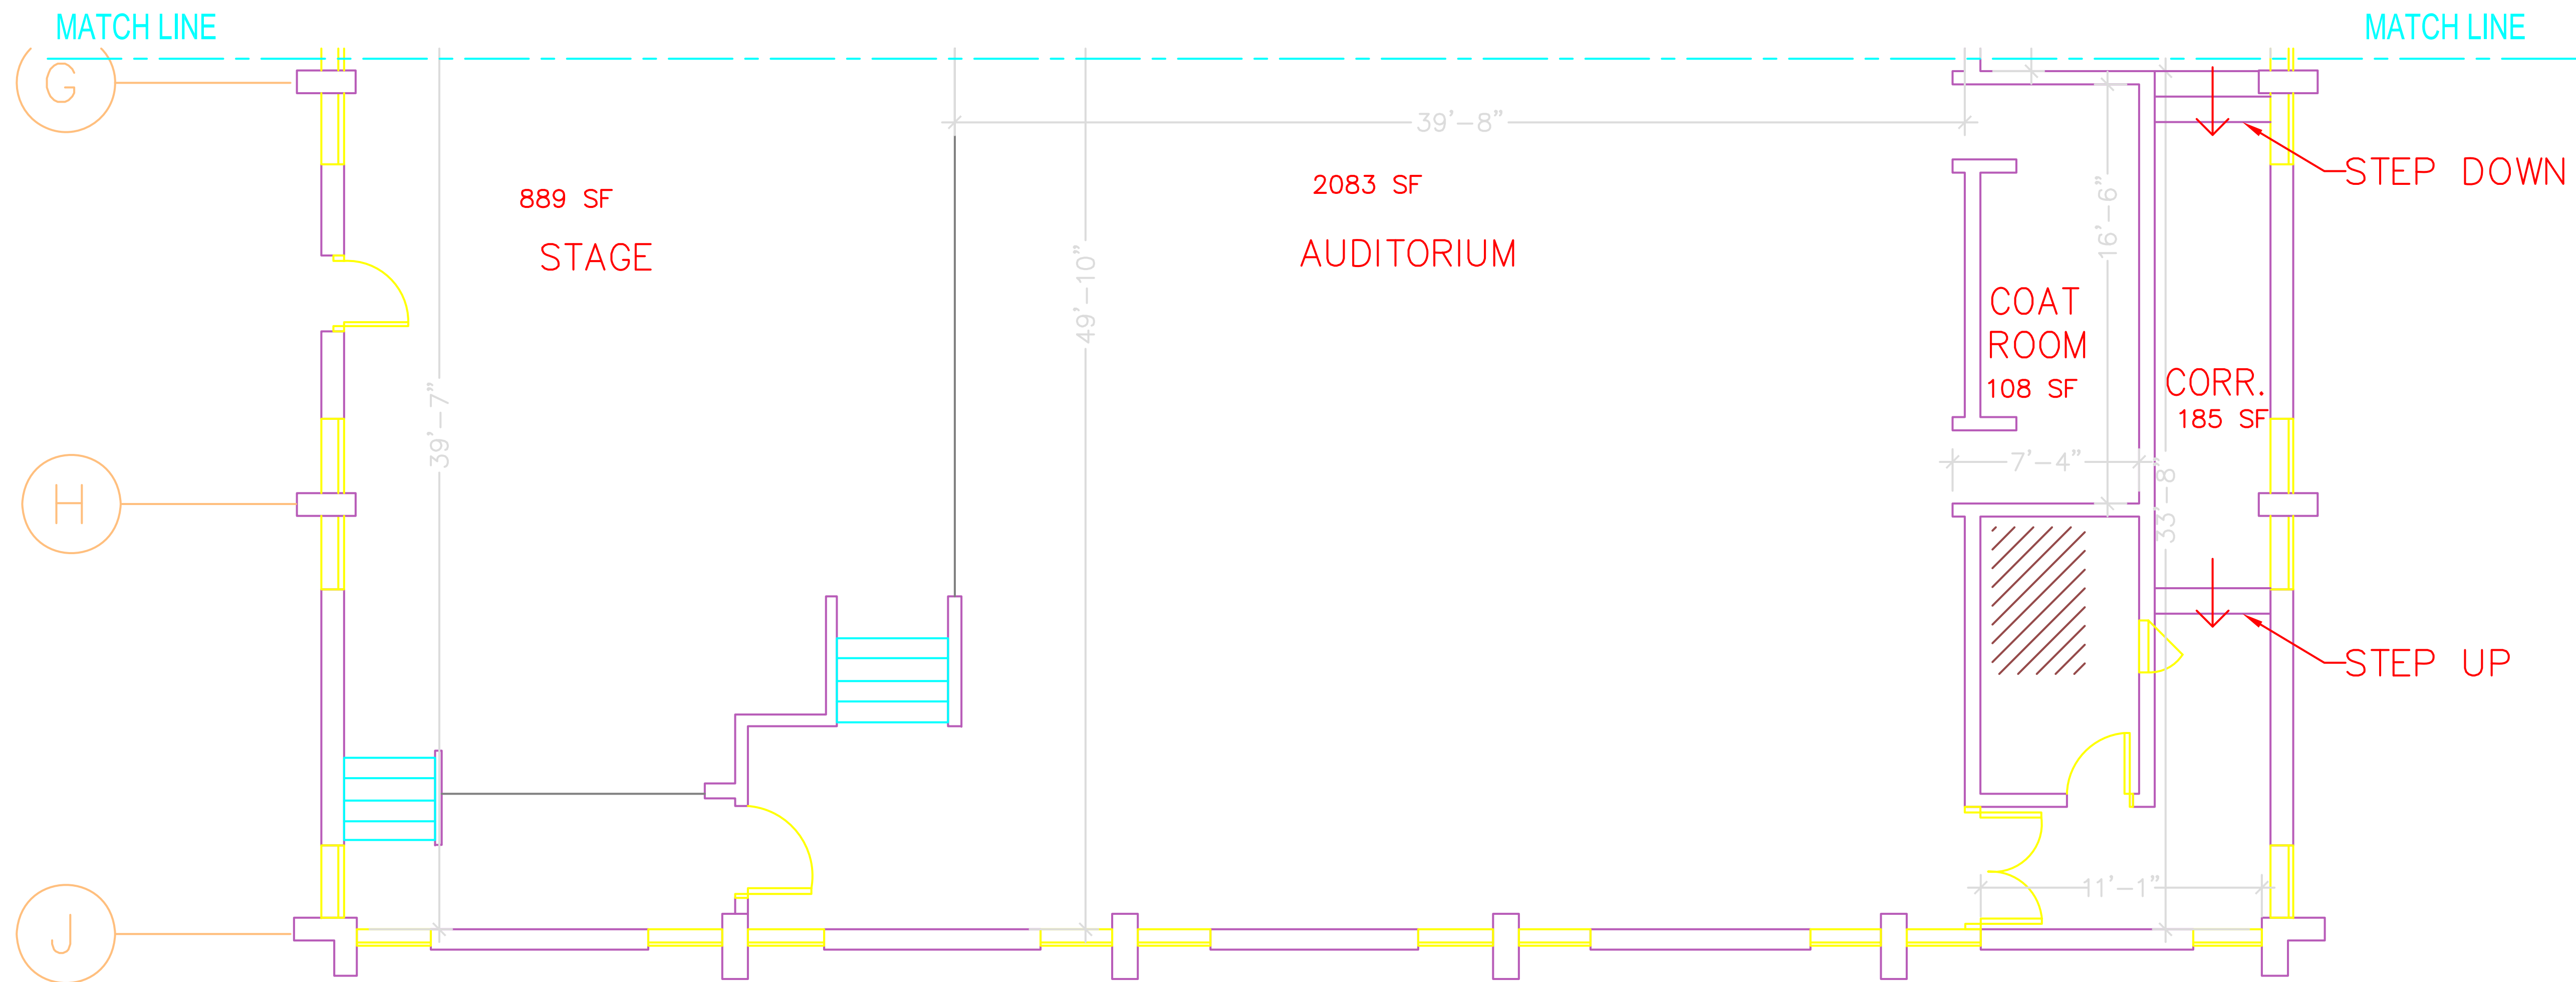 MATCH LINE
MATCH LINE
G
39'-8"
STEP DOWN
889 SF
2083 SF
16'-6"
STAGE
AUDITORIUM
49'-10"
COAT
ROOM
108 SF
CORR.
185 SF
39'-7"
7'-4"
33'-8
H
STEP UP
11'-1"
J